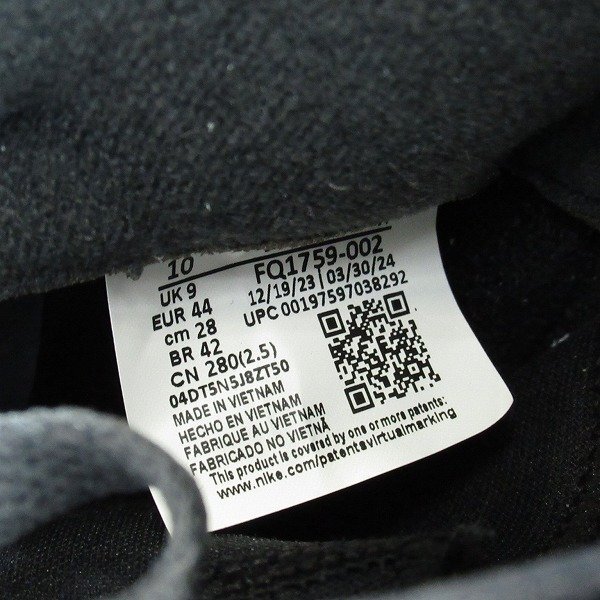 10
UK 9
EUR 44
cm 28
BR 42
CN 280(2.5)
04DT5N5J8ZT50
MADE IN VIETNAM
HECHO EN VIETNAM
FABRIQUE AU VIETNAM
FABRICADO NO VIETNÃ
This product is covered by one or more patents:
www.nike.com/patentsvirtualmarking
FQ1759-002
12/19/23 | 03/30/24
UPC 00197597038292